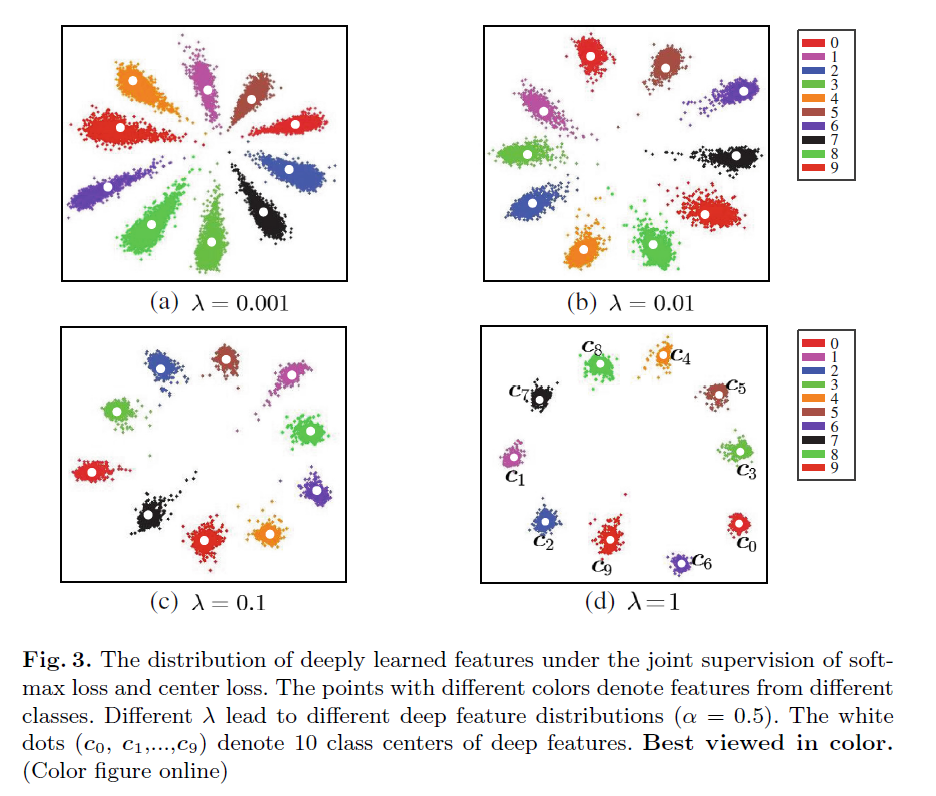 0
1
2
3
4
5
6
7
8
9
(a) λ = 0.001
(b) λ = 0.01
c8
c4
c7
c5
c1
c3
c2
c0
c9
c6
0
1
2
3
4
5
6
7
8
9
(c) λ = 0.1
(d) λ=1
Fig. 3. The distribution of deeply learned features under the joint supervision of soft-
max loss and center loss. The points with different colors denote features from different
classes. Different λ lead to different deep feature distributions (α = 0.5). The white
dots (c0, c1,...,c9) denote 10 class centers of deep features. Best viewed in color.
(Color figure online)